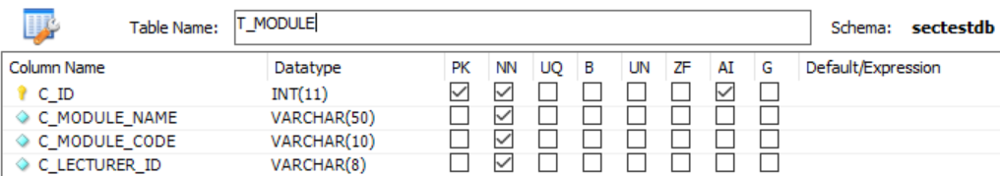 Table Name: T_MODULE Schema: sectestdb
Column Name Datatype PK NN UQ B UN ZF AI G Default/Expression
C_ID INT(11)
C_MODULE_NAME VARCHAR(50)
C_MODULE_CODE VARCHAR(10)
C_LECTURER_ID VARCHAR(8)